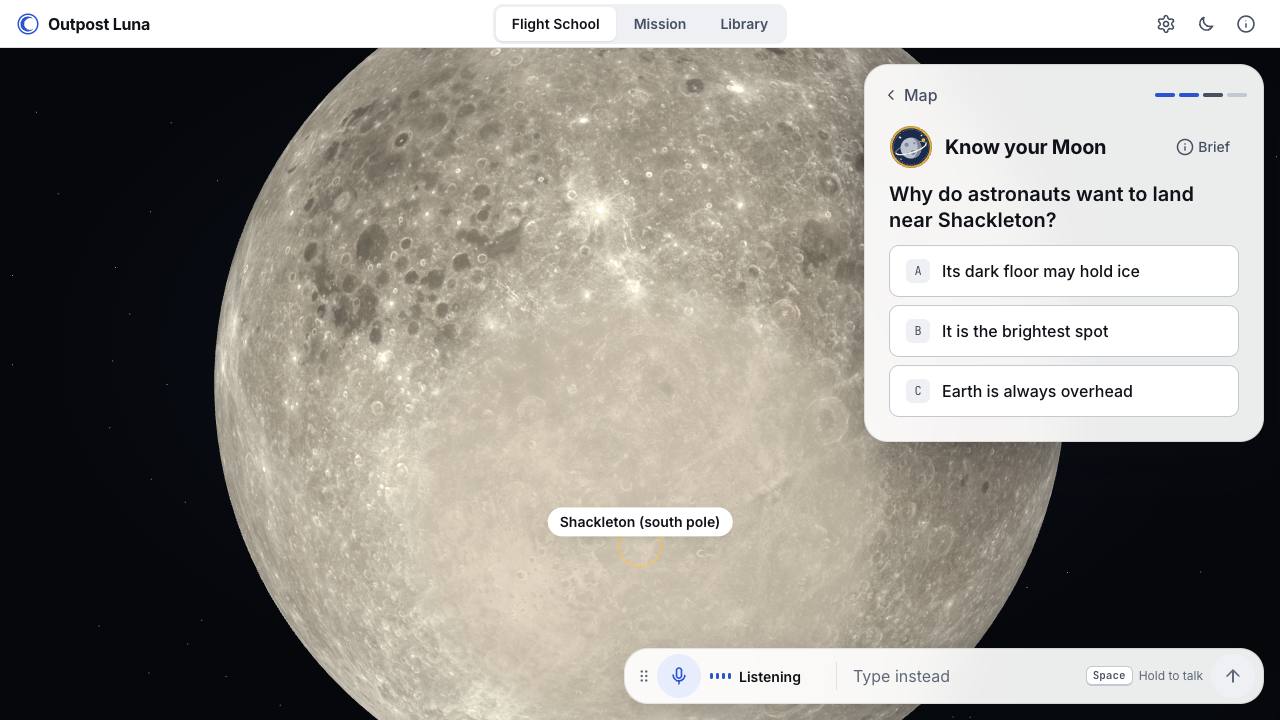 Outpost Luna
Flight School
Mission
Library
Map
Know your Moon
Brief
Why do astronauts want to land
near Shackleton?
A Its dark floor may hold ice
B It is the brightest spot
C Earth is always overhead
Shackleton (south pole)
Listening
Type instead
Space Hold to talk